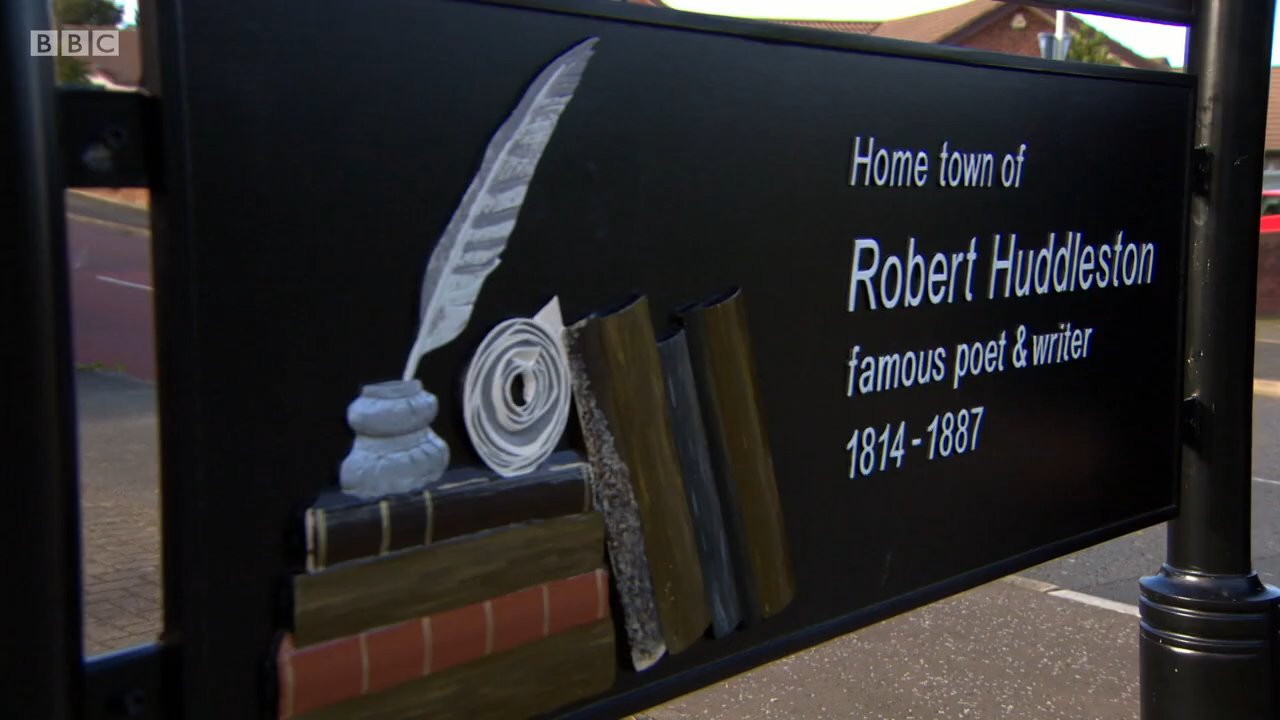 BBC
Home town of
Robert Huddleston
famous poet & writer
1814-1887